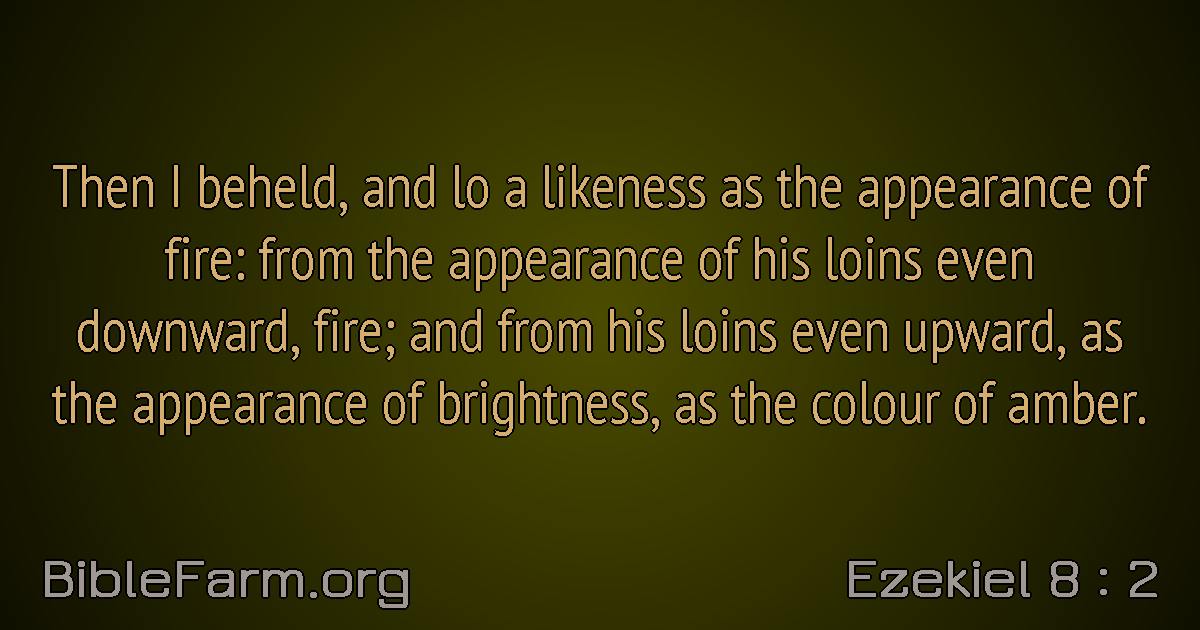 Then I beheld, and lo a likeness as the appearance of
fire: from the appearance of his loins even
downward, fire; and from his loins even upward, as
the appearance of brightness, as the colour of amber.
BibleFarm.org
Ezekiel 8 : 2